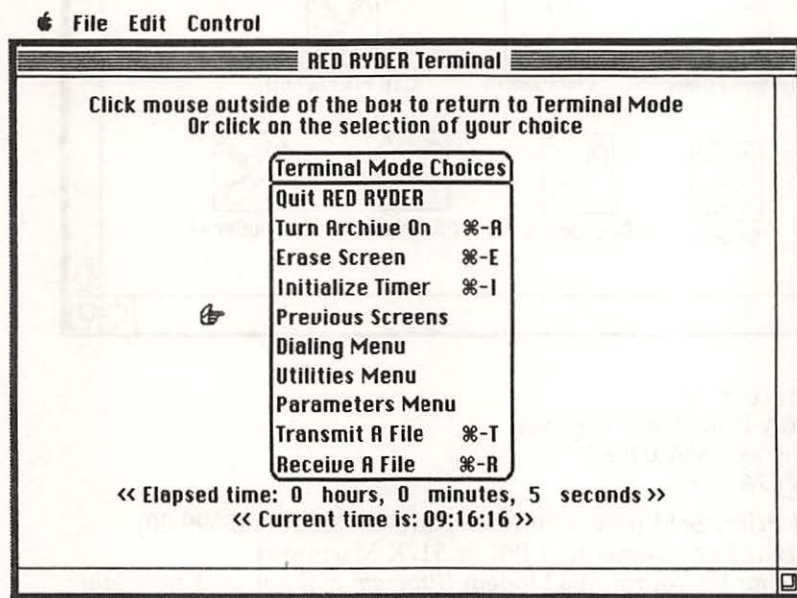 File Edit Control
RED RYDER Terminal
Click mouse outside of the box to return to Terminal Mode
Or click on the selection of your choice
Terminal Mode Choices
Quit RED RYDER
Turn Archive On ⌘-A
Erase Screen ⌘-E
Initialize Timer ⌘-I
Previous Screens
Dialing Menu
Utilities Menu
Parameters Menu
Transmit A File ⌘-T
Receive A File ⌘-R
<< Elapsed time: 0 hours, 0 minutes, 5 seconds >>
<< Current time is: 09:16:16 >>